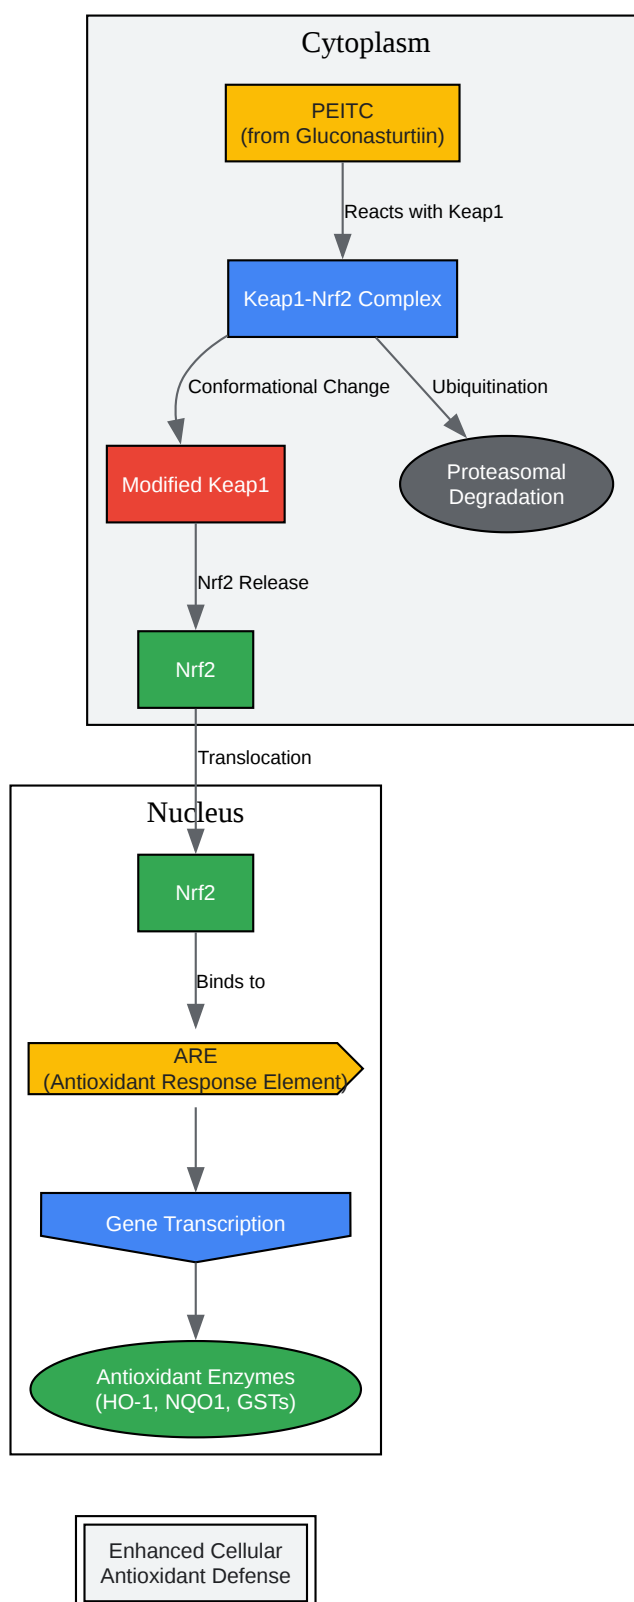 Cytoplasm
PEITC
(from Gluconasturtiin)
Reacts with Keap1
Keap1-Nrf2 Complex
Conformational Change
Ubiquitination
Modified Keap1
Proteasomal
Degradation
Nrf2 Release
Nrf2
Translocation
Nucleus
Nrf2
Binds to
ARE
(Antioxidant Response Element)
Gene Transcription
Antioxidant Enzymes
(HO-1, NQO1, GSTs)
Enhanced Cellular
Antioxidant Defense